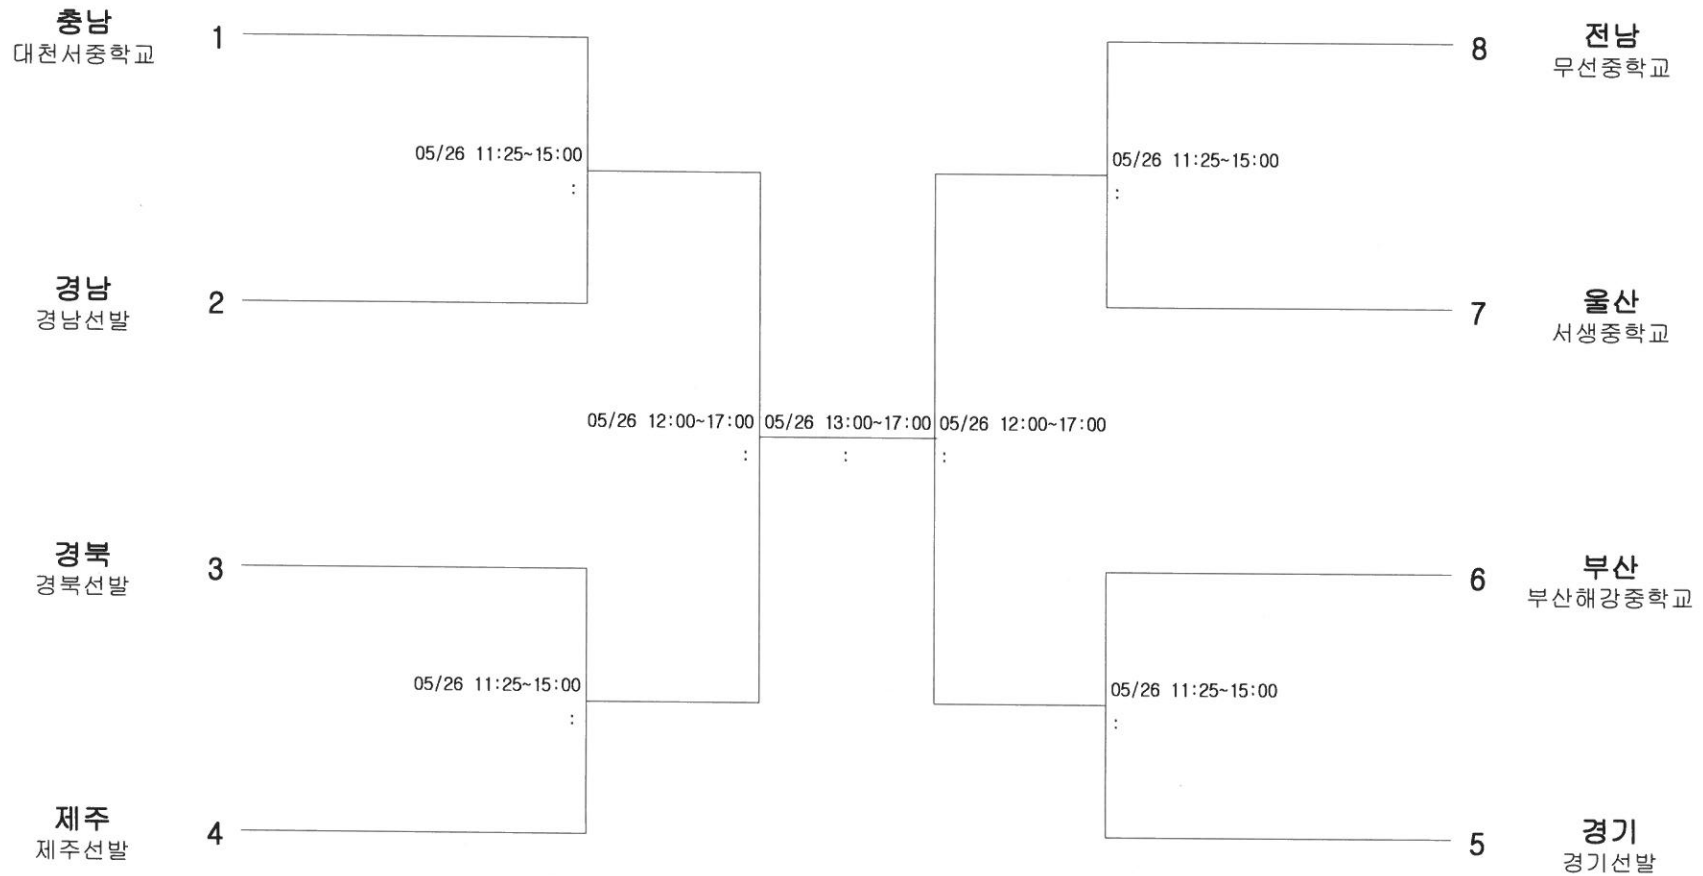 충남
대천서중학교
1
05/26 11:25~15:00
:
경남
경남선발
2
경북
경북선발
3
05/26 11:25~15:00
:
제주
제주선발
4
05/26 12:00~17:00
:
05/26 13:00~17:00
:
05/26 12:00~17:00
:
8
전남
무선중학교
05/26 11:25~15:00
:
7
울산
서생중학교
6
부산
부산해강중학교
05/26 11:25~15:00
:
5
경기
경기선발